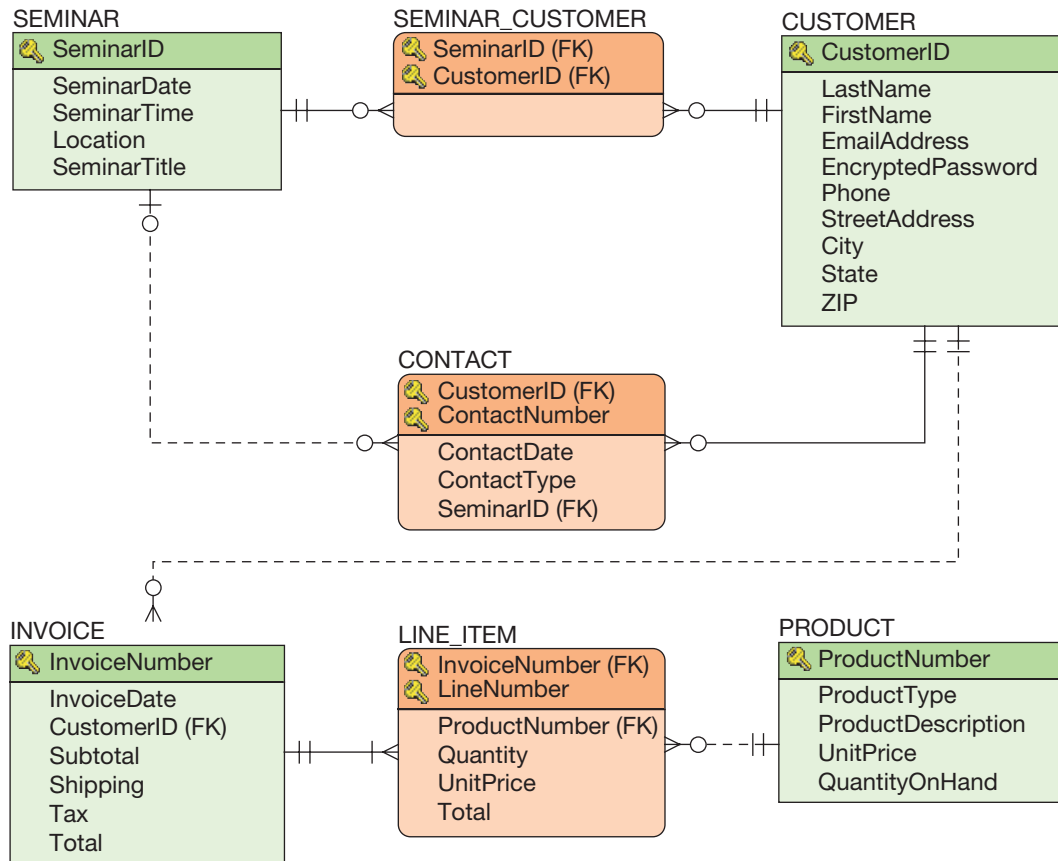 SEMINAR
SeminarID
SeminarDate
SeminarTime
Location
SeminarTitle
SEMINAR_CUSTOMER
SeminarID (FK)
CustomerID (FK)
CUSTOMER
CustomerID
LastName
FirstName
EmailAddress
EncryptedPassword
Phone
StreetAddress
City
State
ZIP
CONTACT
CustomerID (FK)
ContactNumber
ContactDate
ContactType
SeminarID (FK)
INVOICE
InvoiceNumber
InvoiceDate
CustomerID (FK)
Subtotal
Shipping
Tax
Total
LINE_ITEM
InvoiceNumber (FK)
LineNumber
ProductNumber (FK)
Quantity
UnitPrice
Total
PRODUCT
ProductNumber
ProductType
ProductDescription
UnitPrice
QuantityOnHand